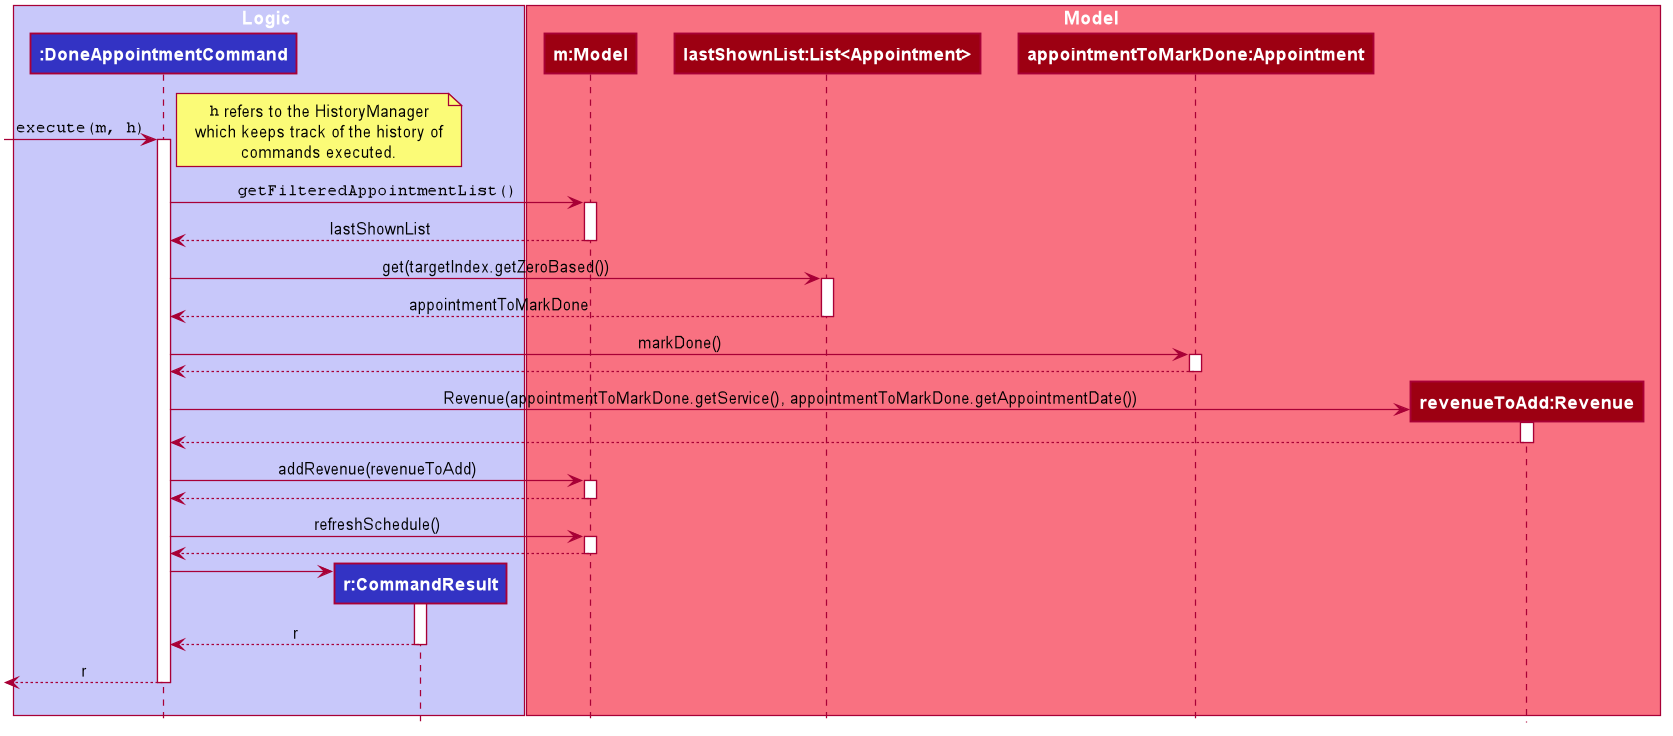 Logic
Model
:DoneAppointmentCommand
m:Model
lastShownList:List<Appointment>
appointmentToMarkDone:Appointment
h refers to the HistoryManager
which keeps track of the history of
commands executed.
execute(m, h)
getFilteredAppointmentList()
lastShownList
get(targetIndex.getZeroBased())
appointmentToMarkDone
markDone()
Revenue(appointmentToMarkDone.getService(), appointmentToMarkDone.getAppointmentDate())
revenueToAdd:Revenue
addRevenue(revenueToAdd)
refreshSchedule()
r:CommandResult
r
r